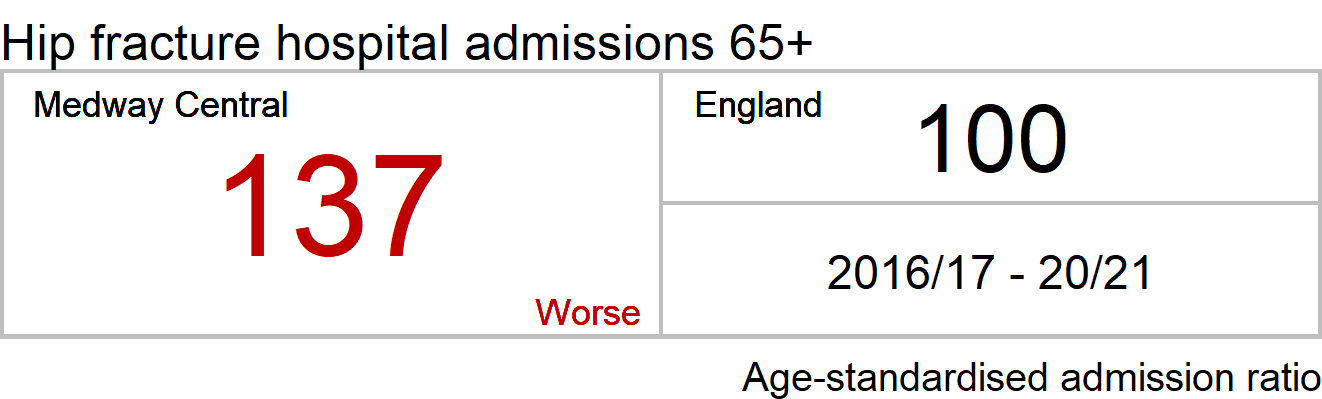 Hip fracture hospital admissions 65+
Medway Central
137
Worse
England
100
2016/17 - 20/21
Age-standardised admission ratio